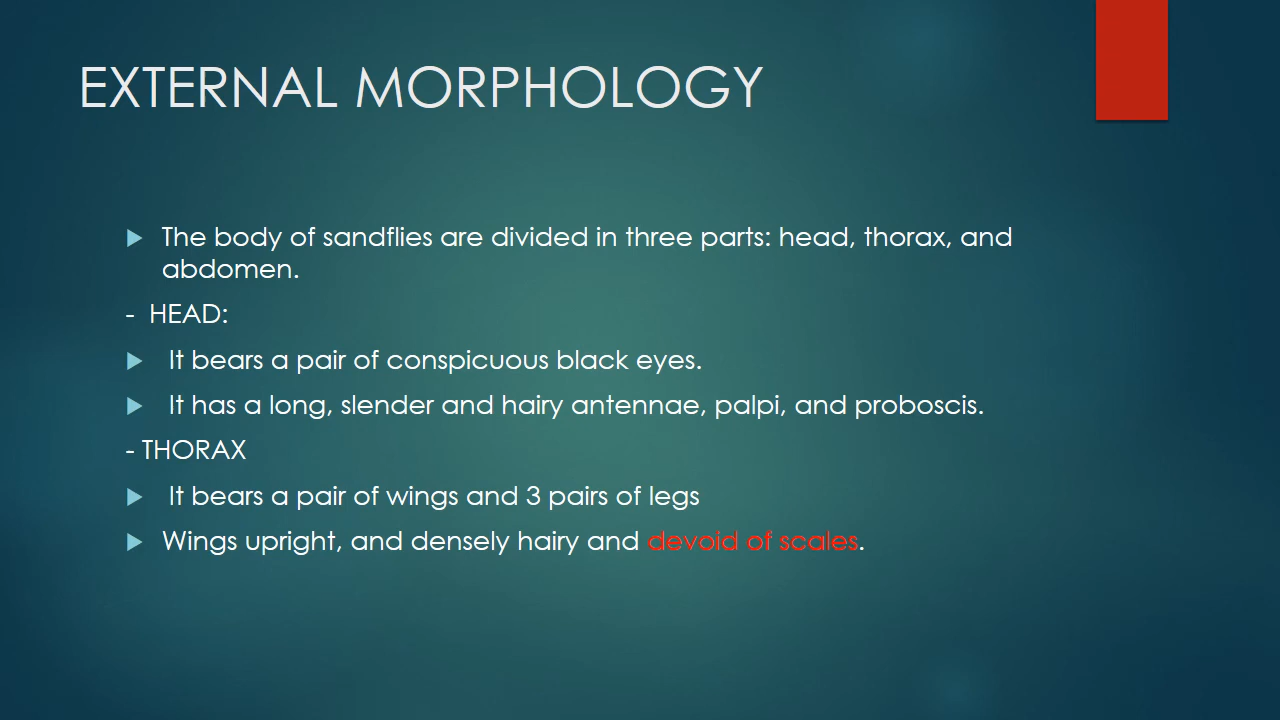 EXTERNAL MORPHOLOGY
▶ The body of sandflies are divided in three parts: head, thorax, and
abdomen.
- HEAD:
▶ It bears a pair of conspicuous black eyes.
▶ It has a long, slender and hairy antennae, palpi, and proboscis.
- THORAX
▶ It bears a pair of wings and 3 pairs of legs
▶ Wings upright, and densely hairy and devoid of scales.